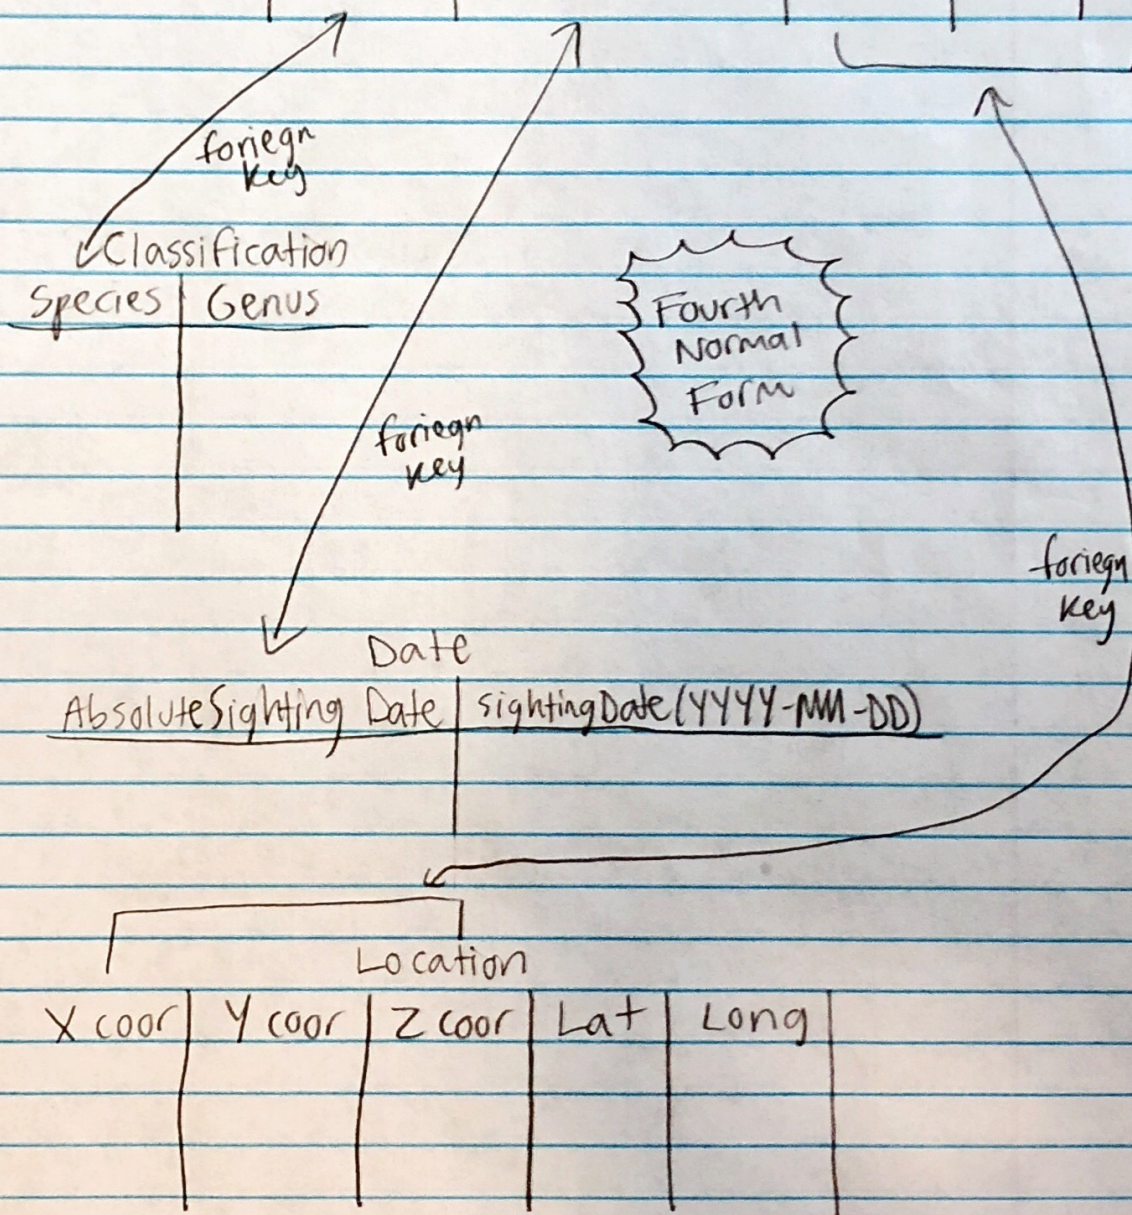 foriegn
key
Classification
Species Genus
Fourth
Normal
Form
foriegn
key
foriegn
key
Date
AbsoluteSighting Date sightingDate(YYYY-MM-DD)
Location
X coor Y coor Z coor Lat Long